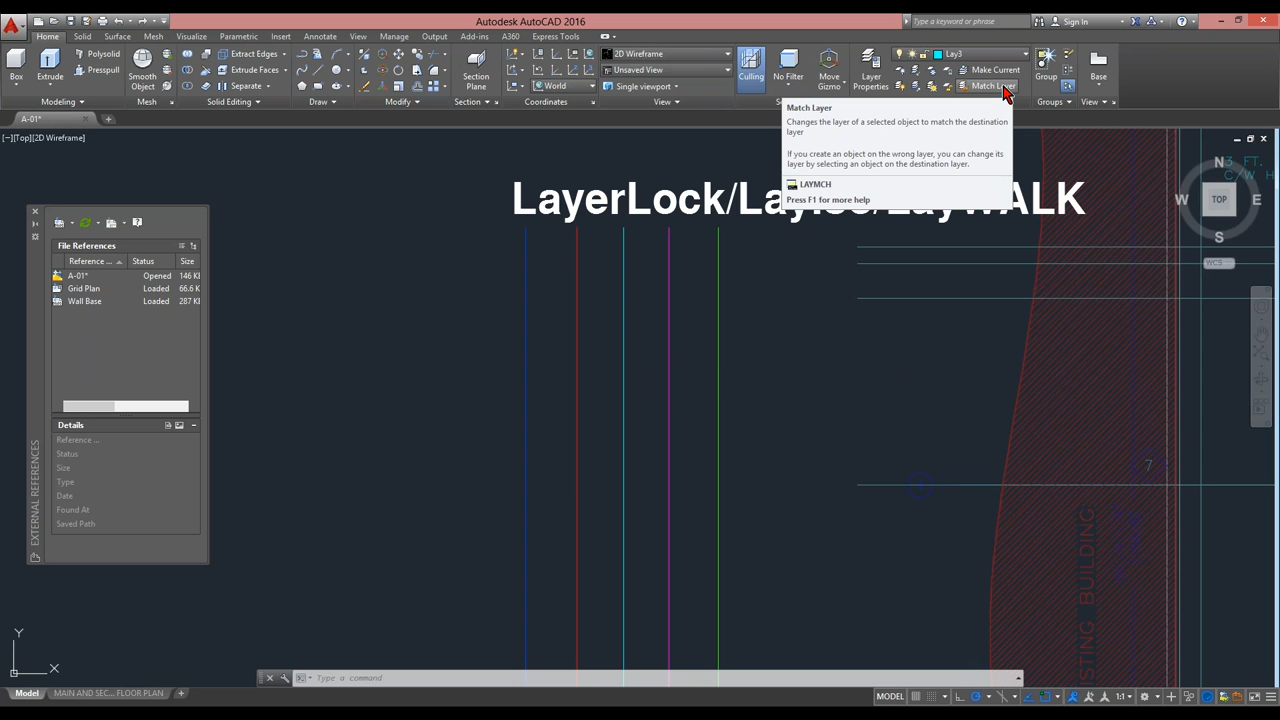 Autodesk AutoCAD 2016
Type a keyword or phrase
Sign In
Home Solid Surface Mesh Visualize Parametric Insert Annotate View Manage Output Add-ins A360 Express Tools
Box
Extrude
Polysolid
Presspull
Smooth Object
Extract Edges
Extrude Faces
Separate
Section Plane
World
2D Wireframe
Unsaved View
Single viewport
Culling
No Filter
Move Gizmo
Layer Properties
Lay3
Make Current
Match Layer
Group
Base
Modeling
Mesh
Solid Editing
Draw
Modify
Section
Coordinates
View
Groups
View
A-01*
[−][Top][2D Wireframe]
Match Layer
Changes the layer of a selected object to match the destination
layer
If you create an object on the wrong layer, you can change its
layer by selecting an object on the destination layer.
LAYMCH
Press F1 for more help
3 FT.
C/W H
N
W TOP E
S
WCS
File References
Reference ... Status Size
A-01* Opened 146 KB
Grid Plan Loaded 66.6 K
Wall Base Loaded 287 KB
Details
Reference ...
Status
Size
Type
Date
Found At
Saved Path
EXTERNAL REFERENCES
7
BUILDING
Y
X
Type a command
Model MAIN AND SEC... FLOOR PLAN
MODEL
1:1